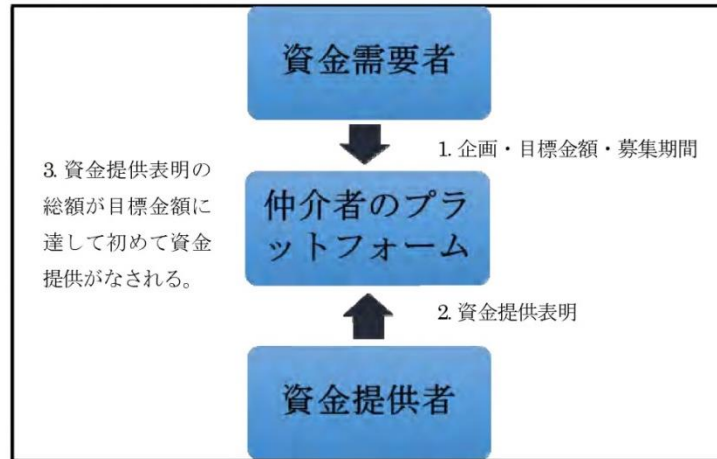 資金需要者
1. 企画・目標金額・募集期間
3. 資金提供表明の
総額が目標金額に
達して初めて資金
提供がなされる。
仲介者のプラ
ットフォーム
2. 資金提供表明
資金提供者